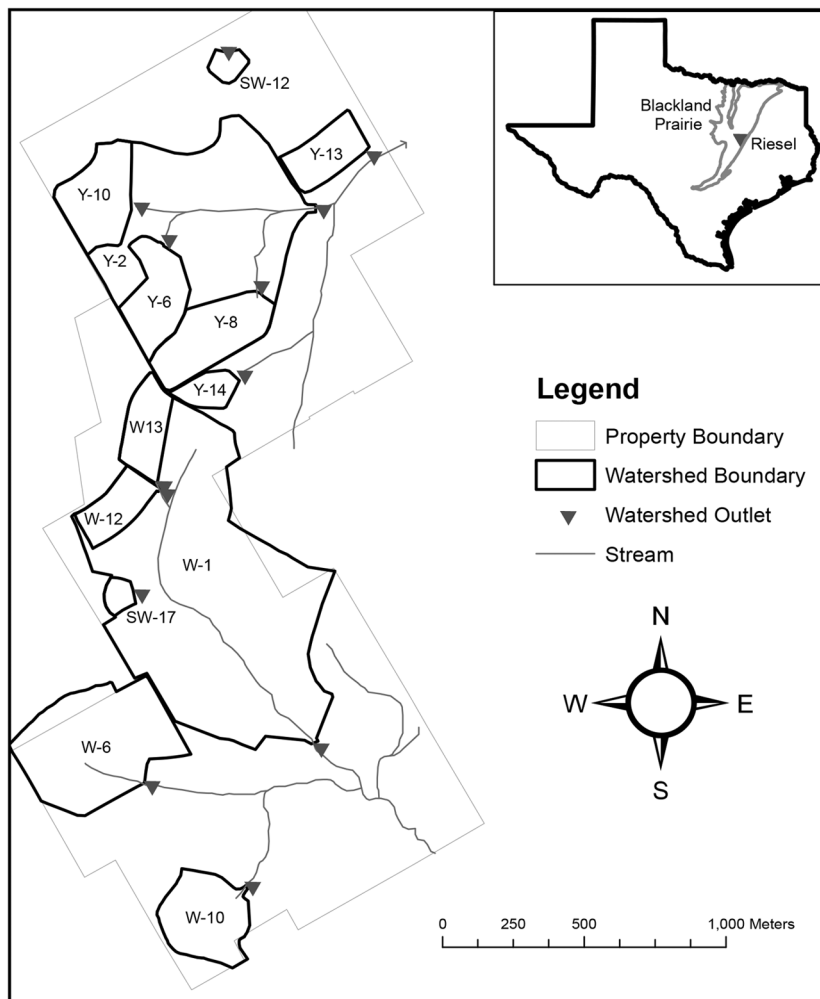 SW-12
Y-13
Y-10
Y-2
Y-6
Y-8
Y-14
W13
W-12
W-1
SW-17
W-6
W-10
Blackland
Prairie
Riesel
Legend
Property Boundary
Watershed Boundary
Watershed Outlet
Stream
N
W E
S
0 250 500 1,000 Meters